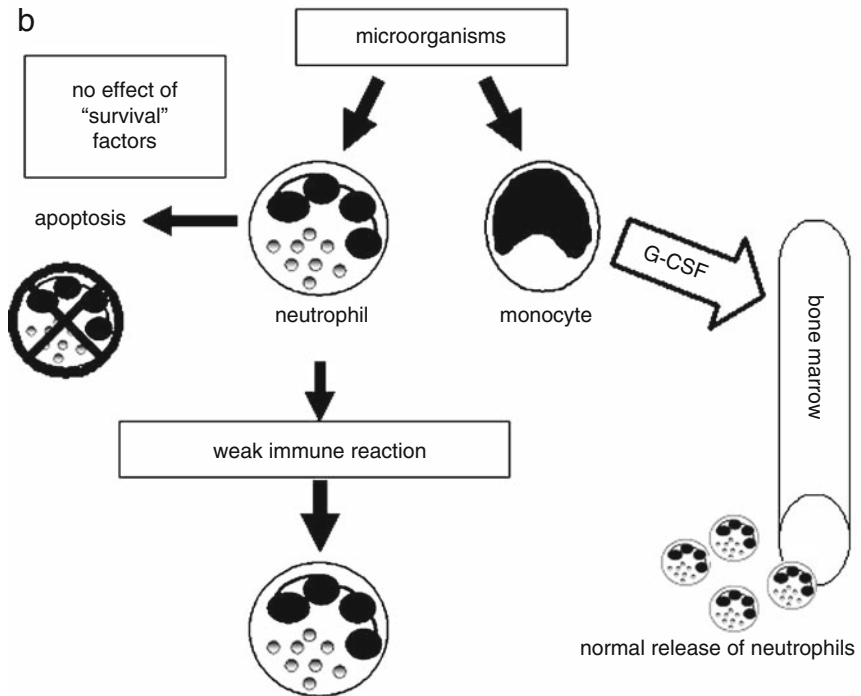 b
microorganisms
no effect of
“survival”
factors
apoptosis
neutrophil
monocyte
G-CSF
bone marrow
weak immune reaction
normal release of neutrophils